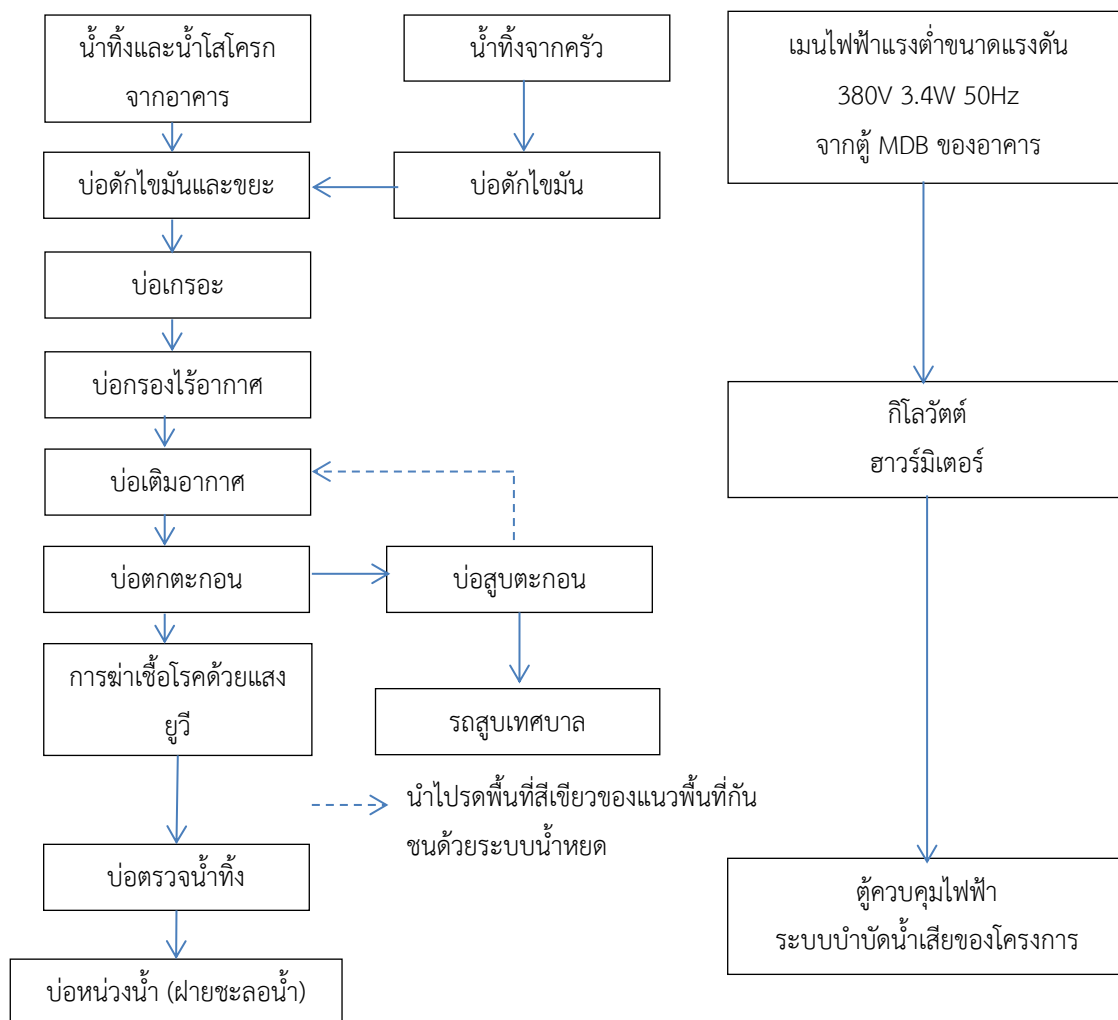 น้ำทิ้งและน้ำโสโครก
จากอาคาร
น้ำทิ้งจากครัว
บ่อดักไขมันและขยะ
บ่อดักไขมัน
บ่อเกรอะ
บ่อกรองไร้อากาศ
บ่อเติมอากาศ
บ่อตกตะกอน
บ่อสูบตะกอน
การฆ่าเชื้อโรคด้วยแสง
ยูวี
รถสูบเทศบาล
นำไปรดพื้นที่สีเขียวของแนวพื้นที่กัน
ชนด้วยระบบน้ำหยด
บ่อตรวจน้ำทิ้ง
บ่อหน่วงน้ำ (ฝายชะลอน้ำ)
เมนไฟฟ้าแรงต่ำขนาดแรงดัน
380V 3.4W 50Hz
จากตู้ MDB ของอาคาร
กิโลวัตต์
ฮาวร์มิเตอร์
ตู้ควบคุมไฟฟ้า
ระบบบำบัดน้ำเสียของโครงการ